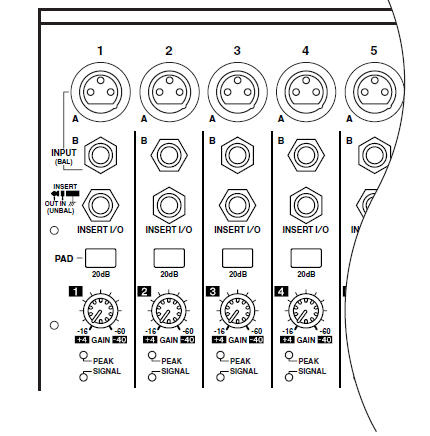 1 2 3 4 5
A A A A A
B B B B B
INPUT
(BAL)
INSERT
OUT IN
(UNBAL)
INSERT I/O INSERT I/O INSERT I/O INSERT I/O IN
PAD
20dB 20dB 20dB 20dB
1 2 3 4
-16 -60 -16 -60 -16 -60 -16 -60
+4 GAIN -40 +4 GAIN -40 +4 GAIN -40 +4 GAIN -40
PEAK PEAK PEAK PEAK
SIGNAL SIGNAL SIGNAL SIGNAL